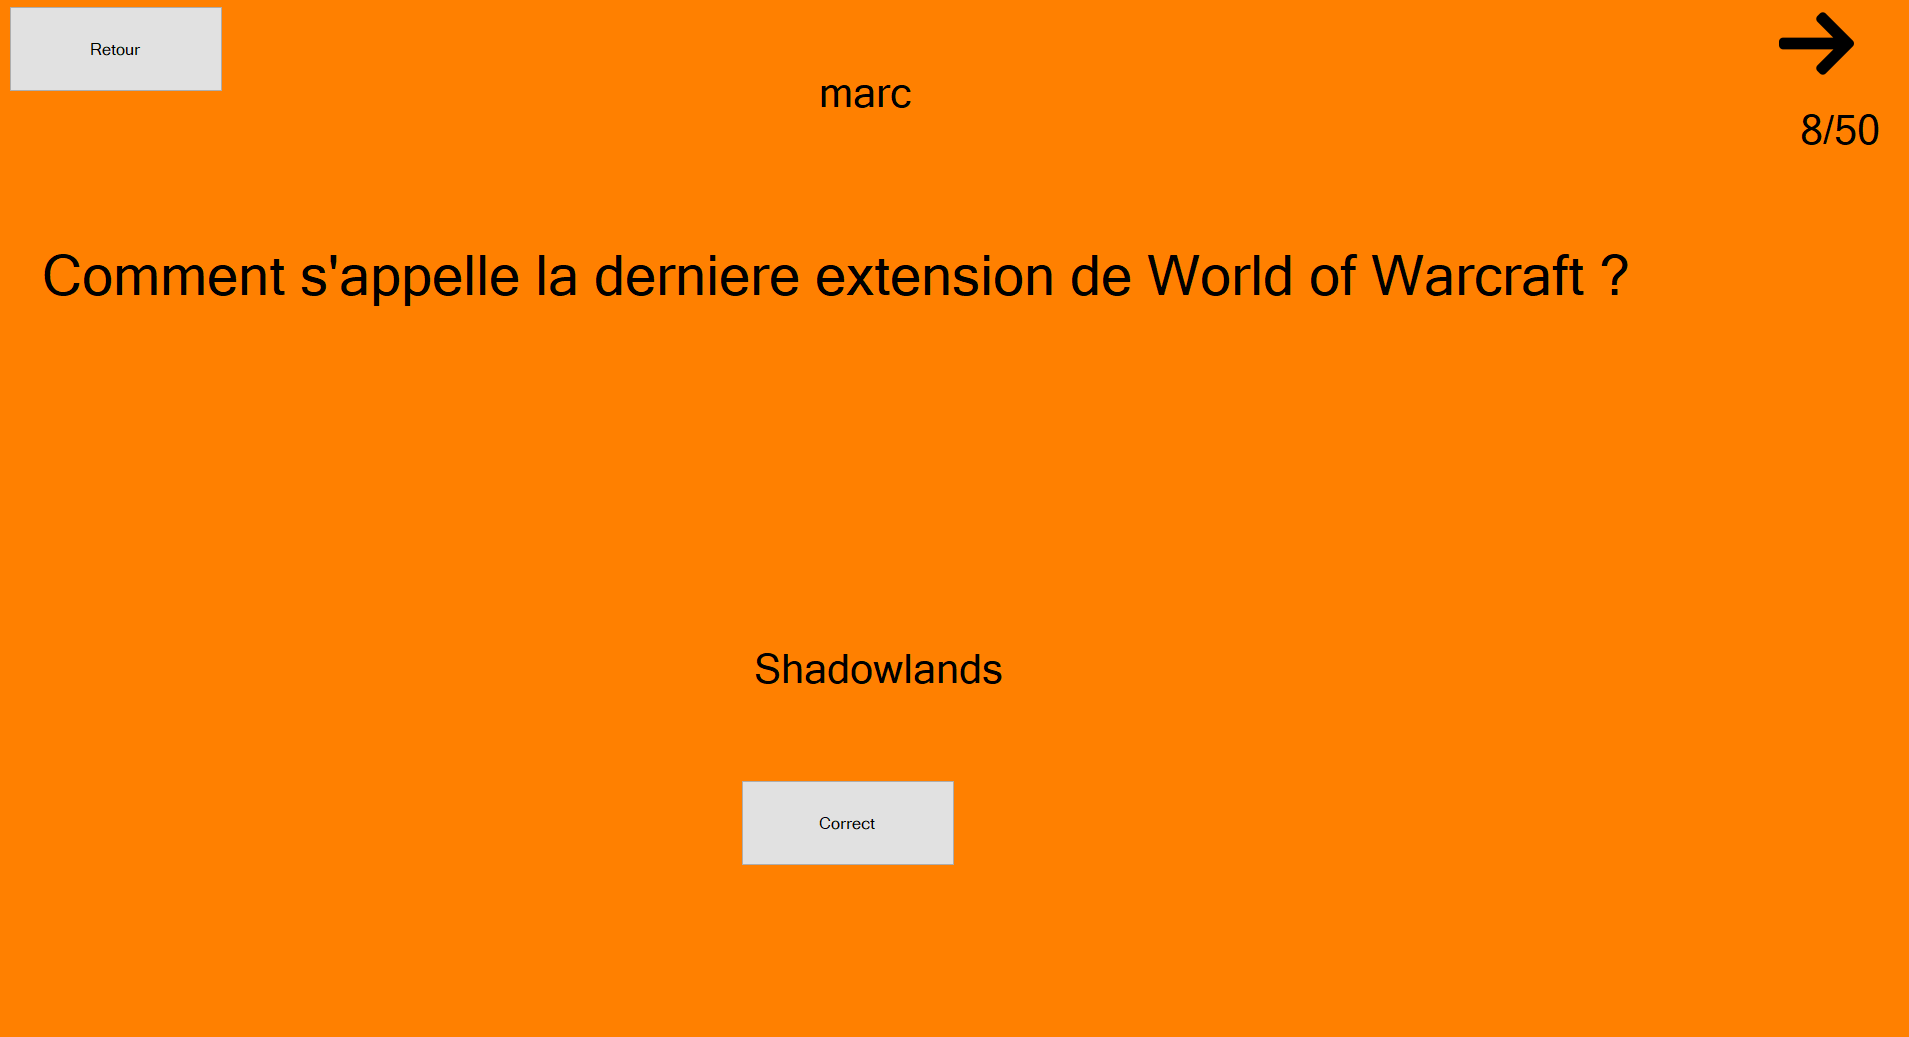 Retour
marc
8/50
Comment s'appelle la derniere extension de World of Warcraft ?
Shadowlands
Correct